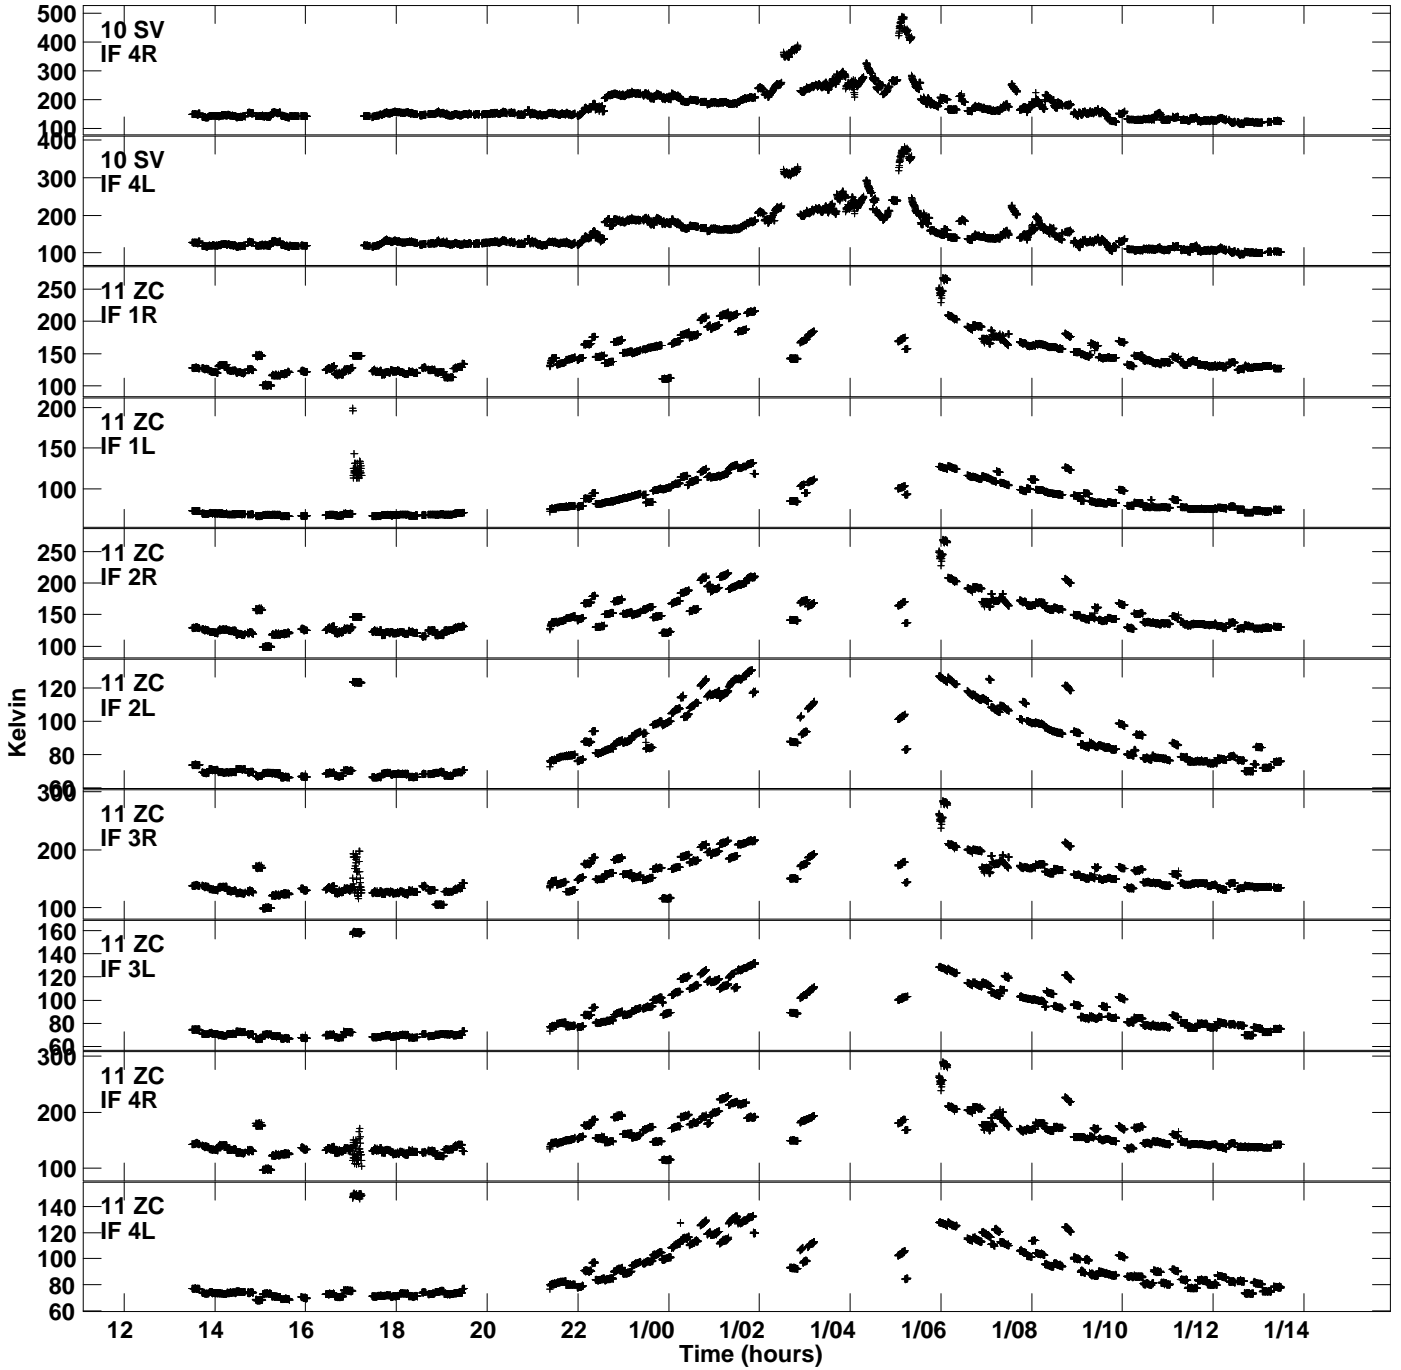 500
400
300
200
100
10 SV
IF 4R
400
300
200
100
10 SV
IF 4L
250
200
150
100
11 ZC
IF 1R
200
150
100
11 ZC
IF 1L
250
200
150
100
11 ZC
IF 2R
120
100
80
60
11 ZC
IF 2L
300
200
100
11 ZC
IF 3R
160
140
120
100
80
60
11 ZC
IF 3L
300
200
100
11 ZC
IF 4R
140
120
100
80
60
11 ZC
IF 4L
Kelvin
12 14 16 18 20 22 1/00 1/02 1/04 1/06 1/08 1/10 1/12 1/14
Time (hours)